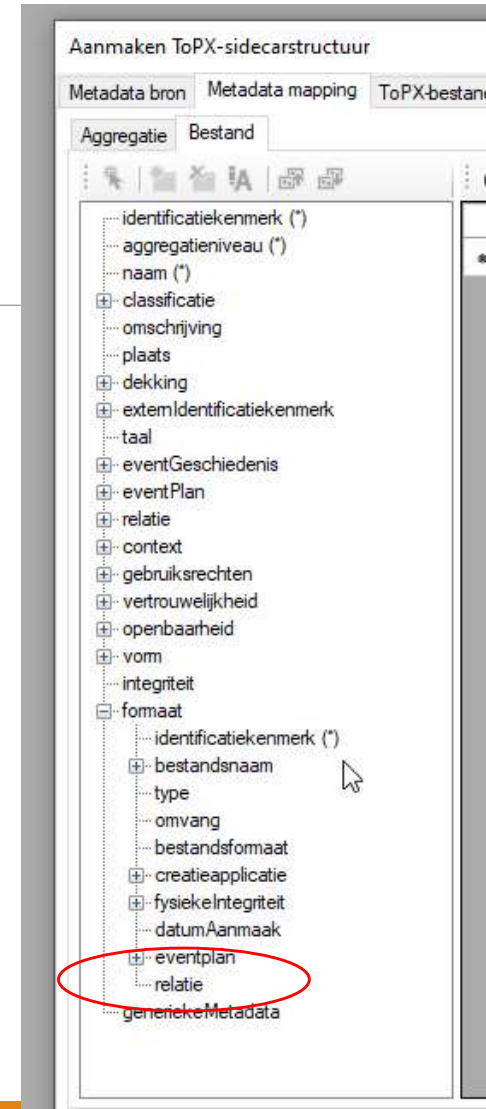 Aanmaken ToPX-sidecarstructuur
Metadata bron Metadata mapping ToPX-bestand
Aggregatie Bestand
identificatiekenmerk (*)
aggregatieniveau (*)
naam (*)
classificatie
omschrijving
plaats
dekking
externIdentificatiekenmerk
taal
eventGeschiedenis
eventPlan
relatie
context
gebruiksrechten
vertrouwelijkheid
openbaarheid
vorm
integriteit
formaat
identificatiekenmerk (*)
bestandsnaam
type
omvang
bestandsformaat
creatieapplicatie
fysiekeIntegriteit
datumAanmaak
eventplan
relatie
generiekeMetadata